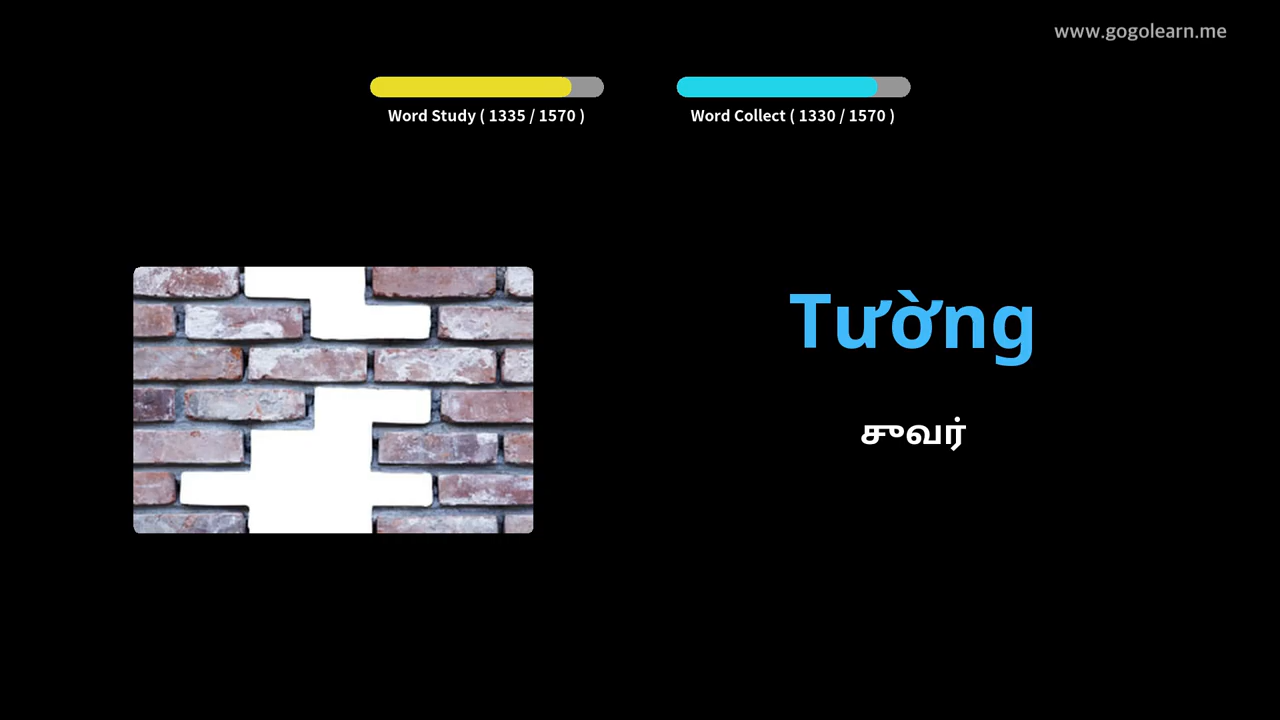 www.gogolearn.me
Word Study ( 1335 / 1570 )
Word Collect ( 1330 / 1570 )
Tường
சுவர்